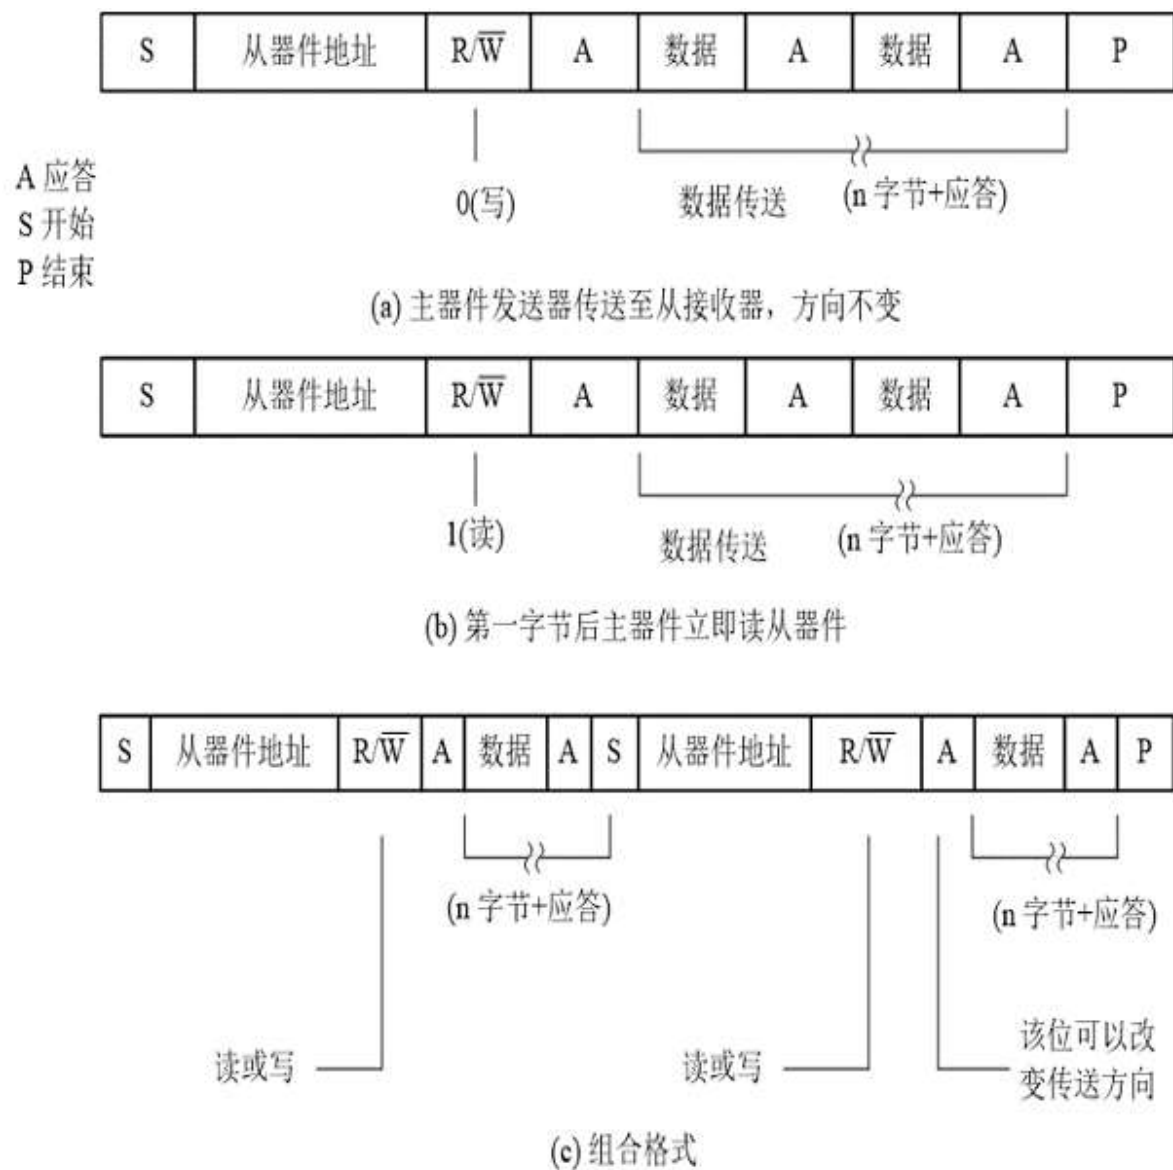 S 从器件地址 R/W̅ A 数据 A 数据 A P
A 应答
S 开始
P 结束
0(写) 数据传送 (n 字节+应答)
(a) 主器件发送器传送至从接收器，方向不变
S 从器件地址 R/W̅ A 数据 A 数据 A P
1(读) 数据传送 (n 字节+应答)
(b) 第一字节后主器件立即读从器件
S 从器件地址 R/W̅ A 数据 A S 从器件地址 R/W̅ A 数据 A P
(n 字节+应答) (n 字节+应答)
读或写 读或写 该位可以改
变传送方向
(c) 组合格式